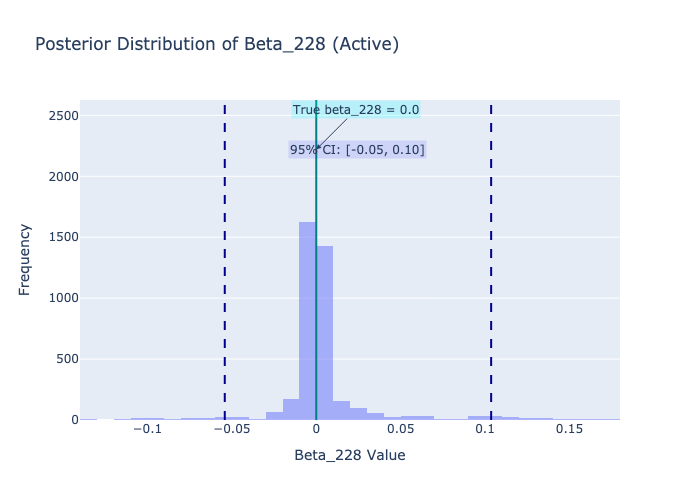 Posterior Distribution of Beta_228 (Active)
2500
2000
1500
1000
500
0
Frequency
True beta_228 = 0.0
95% CI: [-0.05, 0.10]
−0.1
−0.05
0
0.05
0.1
0.15
Beta_228 Value